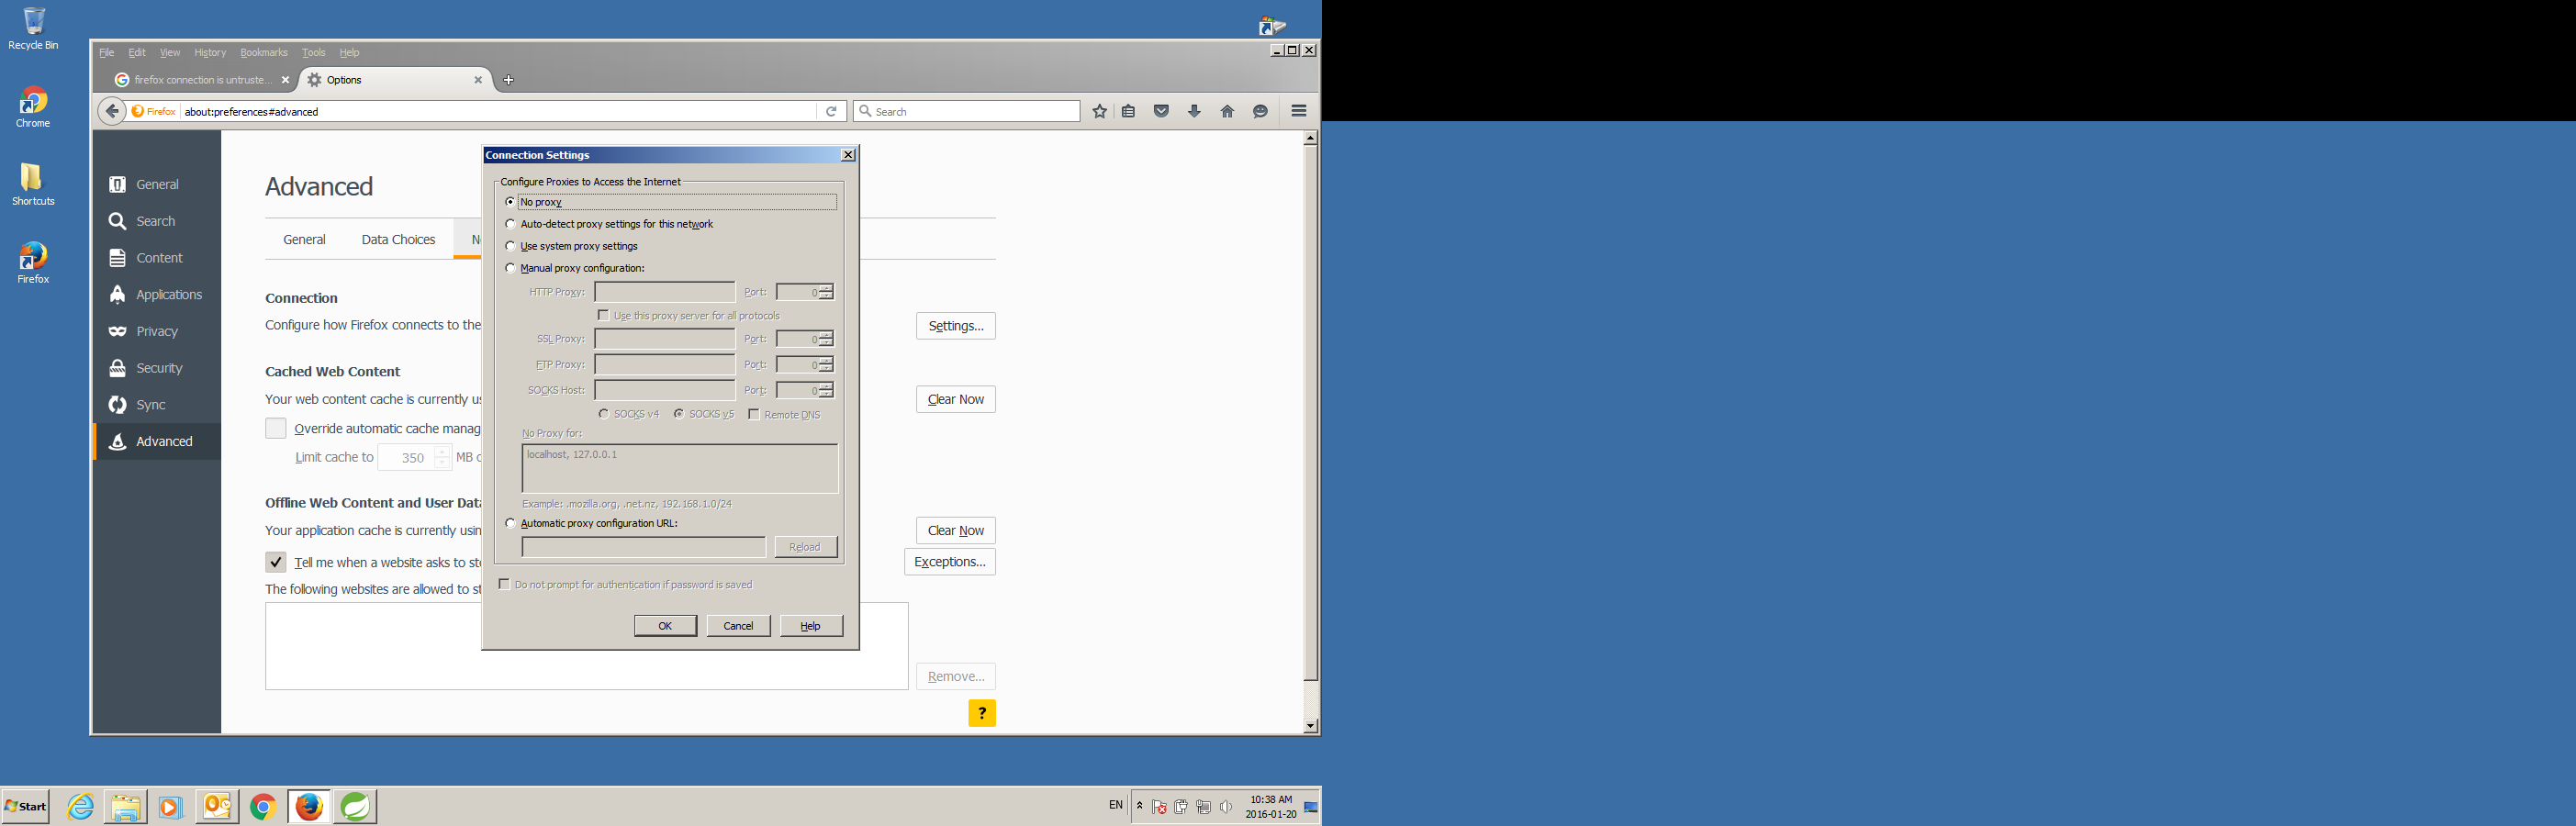 Recycle Bin
Chrome
Shortcuts
Firefox
File Edit View History Bookmarks Tools Help
firefox connection is untruste...
Options
Firefox about:preferences#advanced
Search
General
Search
Content
Applications
Privacy
Security
Sync
Advanced
Advanced
General Data Choices
Connection
Configure how Firefox connects to the
Settings...
Cached Web Content
Your web content cache is currently
Clear Now
Override automatic cache manag
Limit cache to 350 MB
Offline Web Content and User Data
Your application cache is currently usin
Clear Now
Tell me when a website asks to sto
Exceptions...
The following websites are allowed to st
Remove...
?
Connection Settings
Configure Proxies to Access the Internet
No proxy
Auto-detect proxy settings for this network
Use system proxy settings
Manual proxy configuration:
HTTP Proxy: Port: 0
Use this proxy server for all protocols
SSL Proxy: Port: 0
FTP Proxy: Port: 0
SOCKS Host: Port: 0
SOCKS v4 SOCKS v5 Remote DNS
No Proxy for:
localhost, 127.0.0.1
Example: .mozilla.org, .net.nz, 192.168.1.0/24
Automatic proxy configuration URL:
Reload
Do not prompt for authentication if password is saved
OK Cancel Help
Start
EN
10:38 AM
2016-01-20